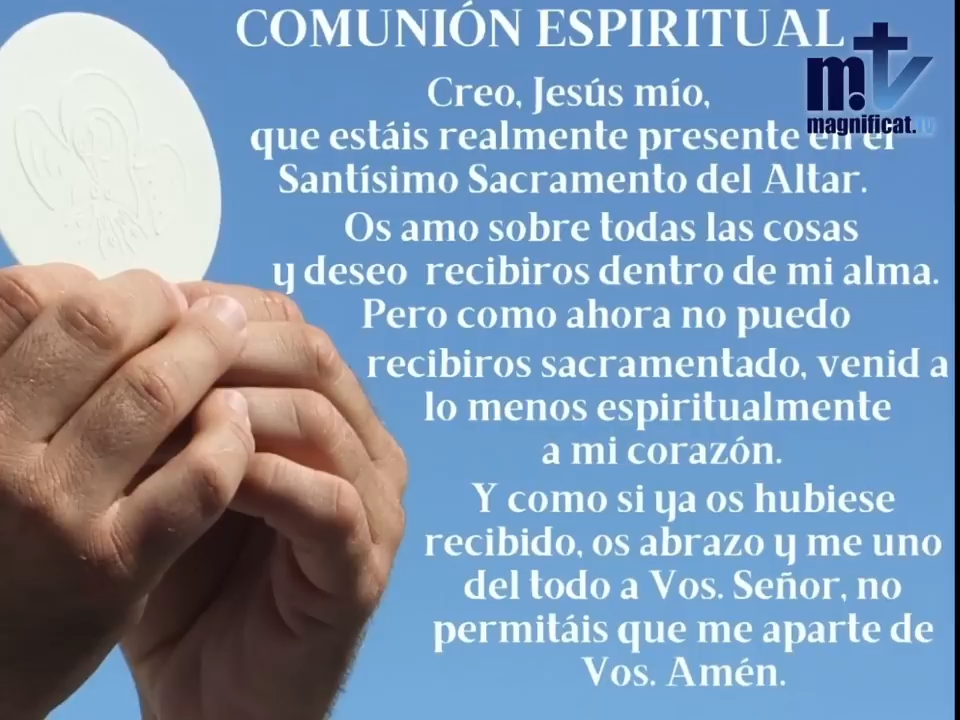 COMUNIÓN ESPIRITUAL
Creo, Jesús mío,
que estáis realmente presente en el
Santísimo Sacramento del Altar.
Os amo sobre todas las cosas
y deseo recibiros dentro de mi alma.
Pero como ahora no puedo
recibiros sacramentado, venid a
lo menos espiritualmente
a mi corazón.
Y como si ya os hubiese
recibido, os abrazo y me uno
del todo a Vos. Señor, no
permitáis que me aparte de
Vos. Amén.
m.tv
magnificat.tv